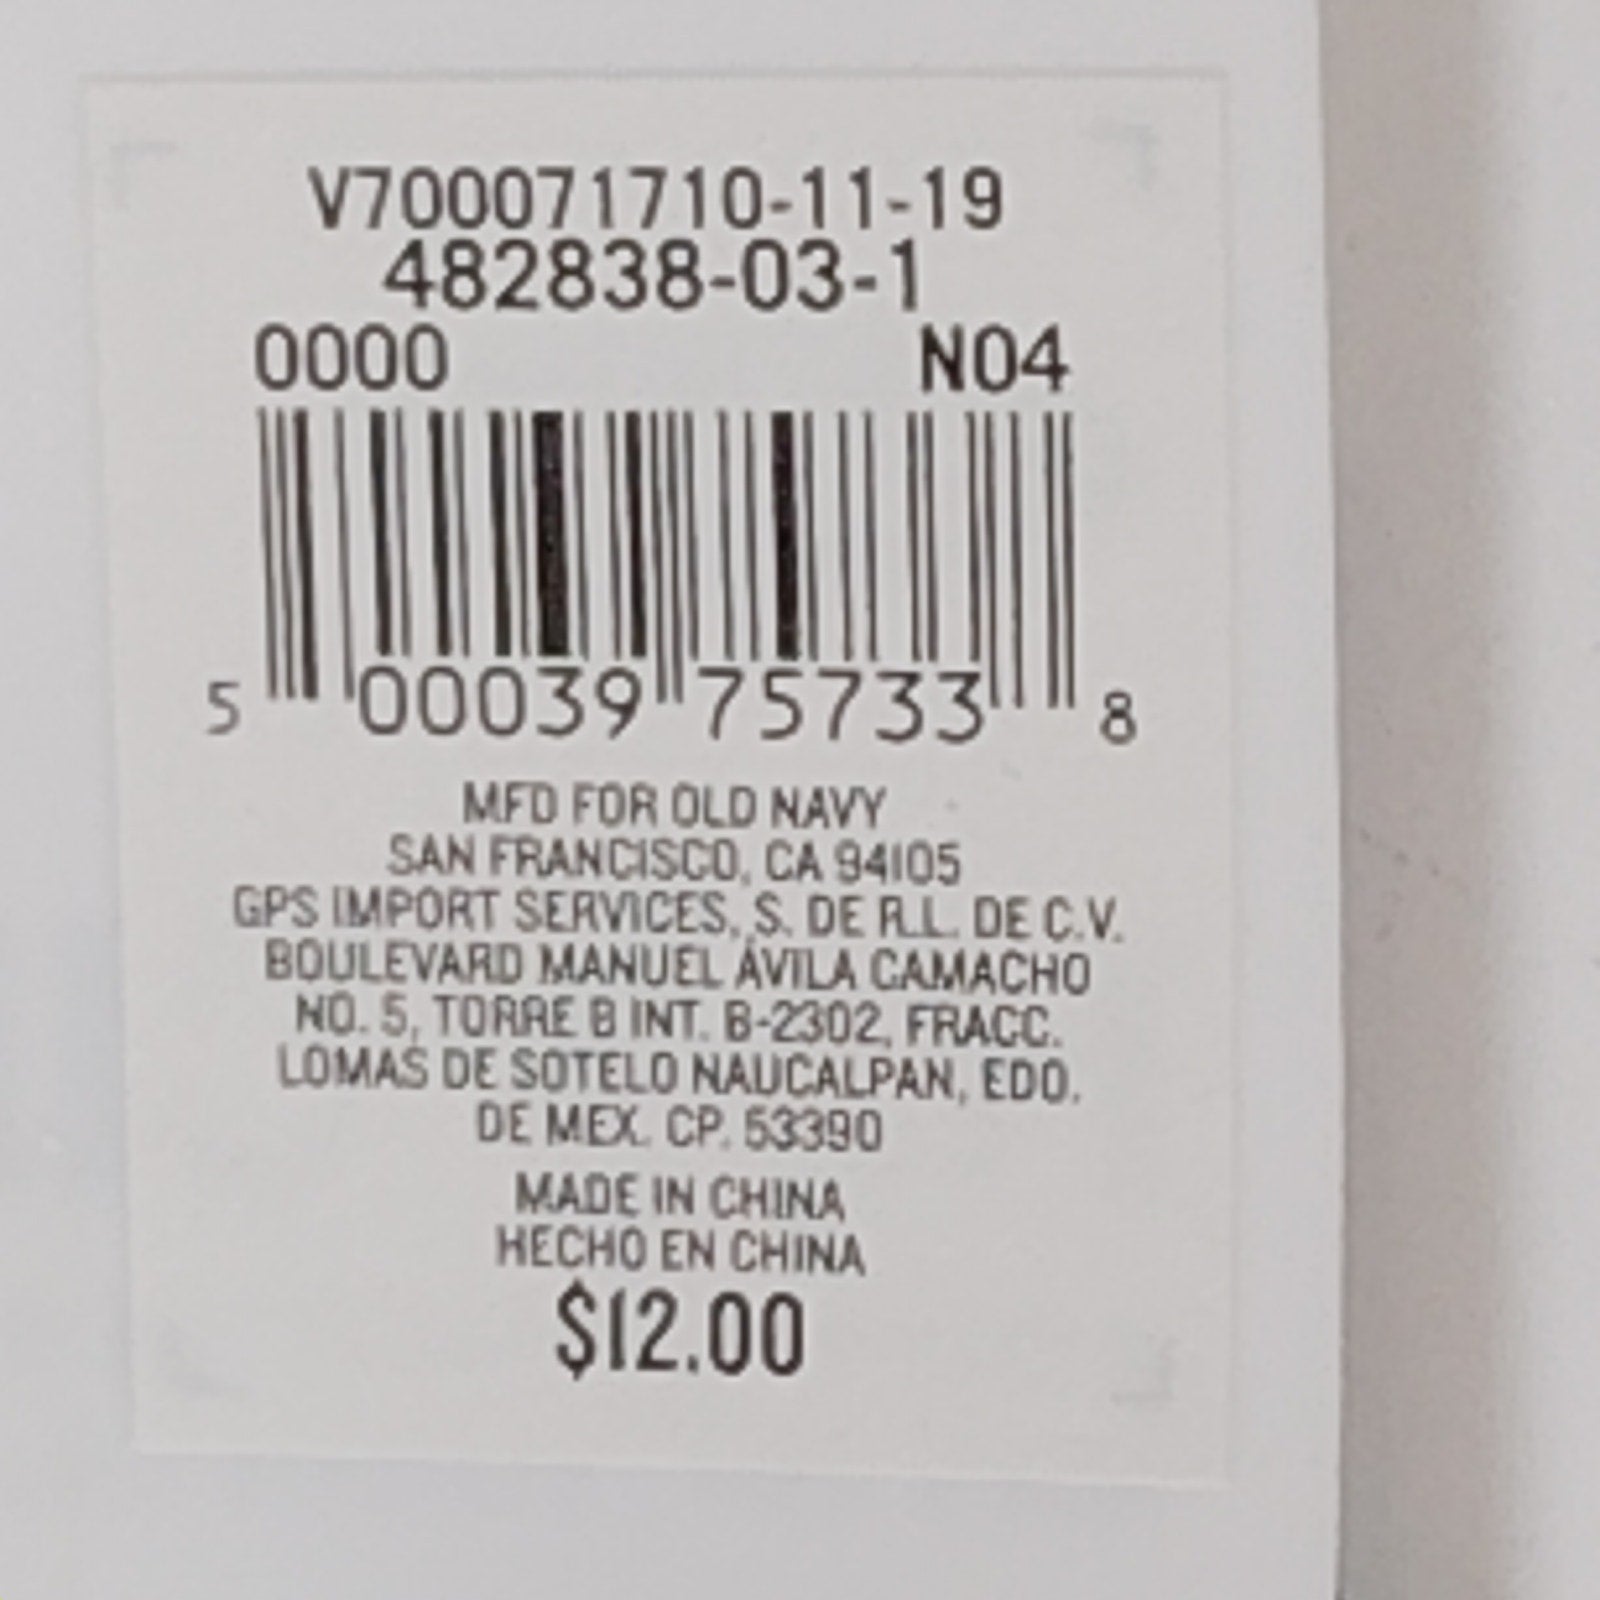 V700071710-11-19
482838-03-1
0000 N04
5 00039 75733 8
MFD FOR OLD NAVY
SAN FRANCISCO, CA 94105
GPS IMPORT SERVICES, S. DE R.L. DE C.V.
BOULEVARD MANUEL ÁVILA CAMACHO
NO. 5, TORRE B INT. B-2302, FRACC.
LOMAS DE SOTELO NAUCALPAN, EDO.
DE MEX. CP. 53390
MADE IN CHINA
HECHO EN CHINA
$12.00